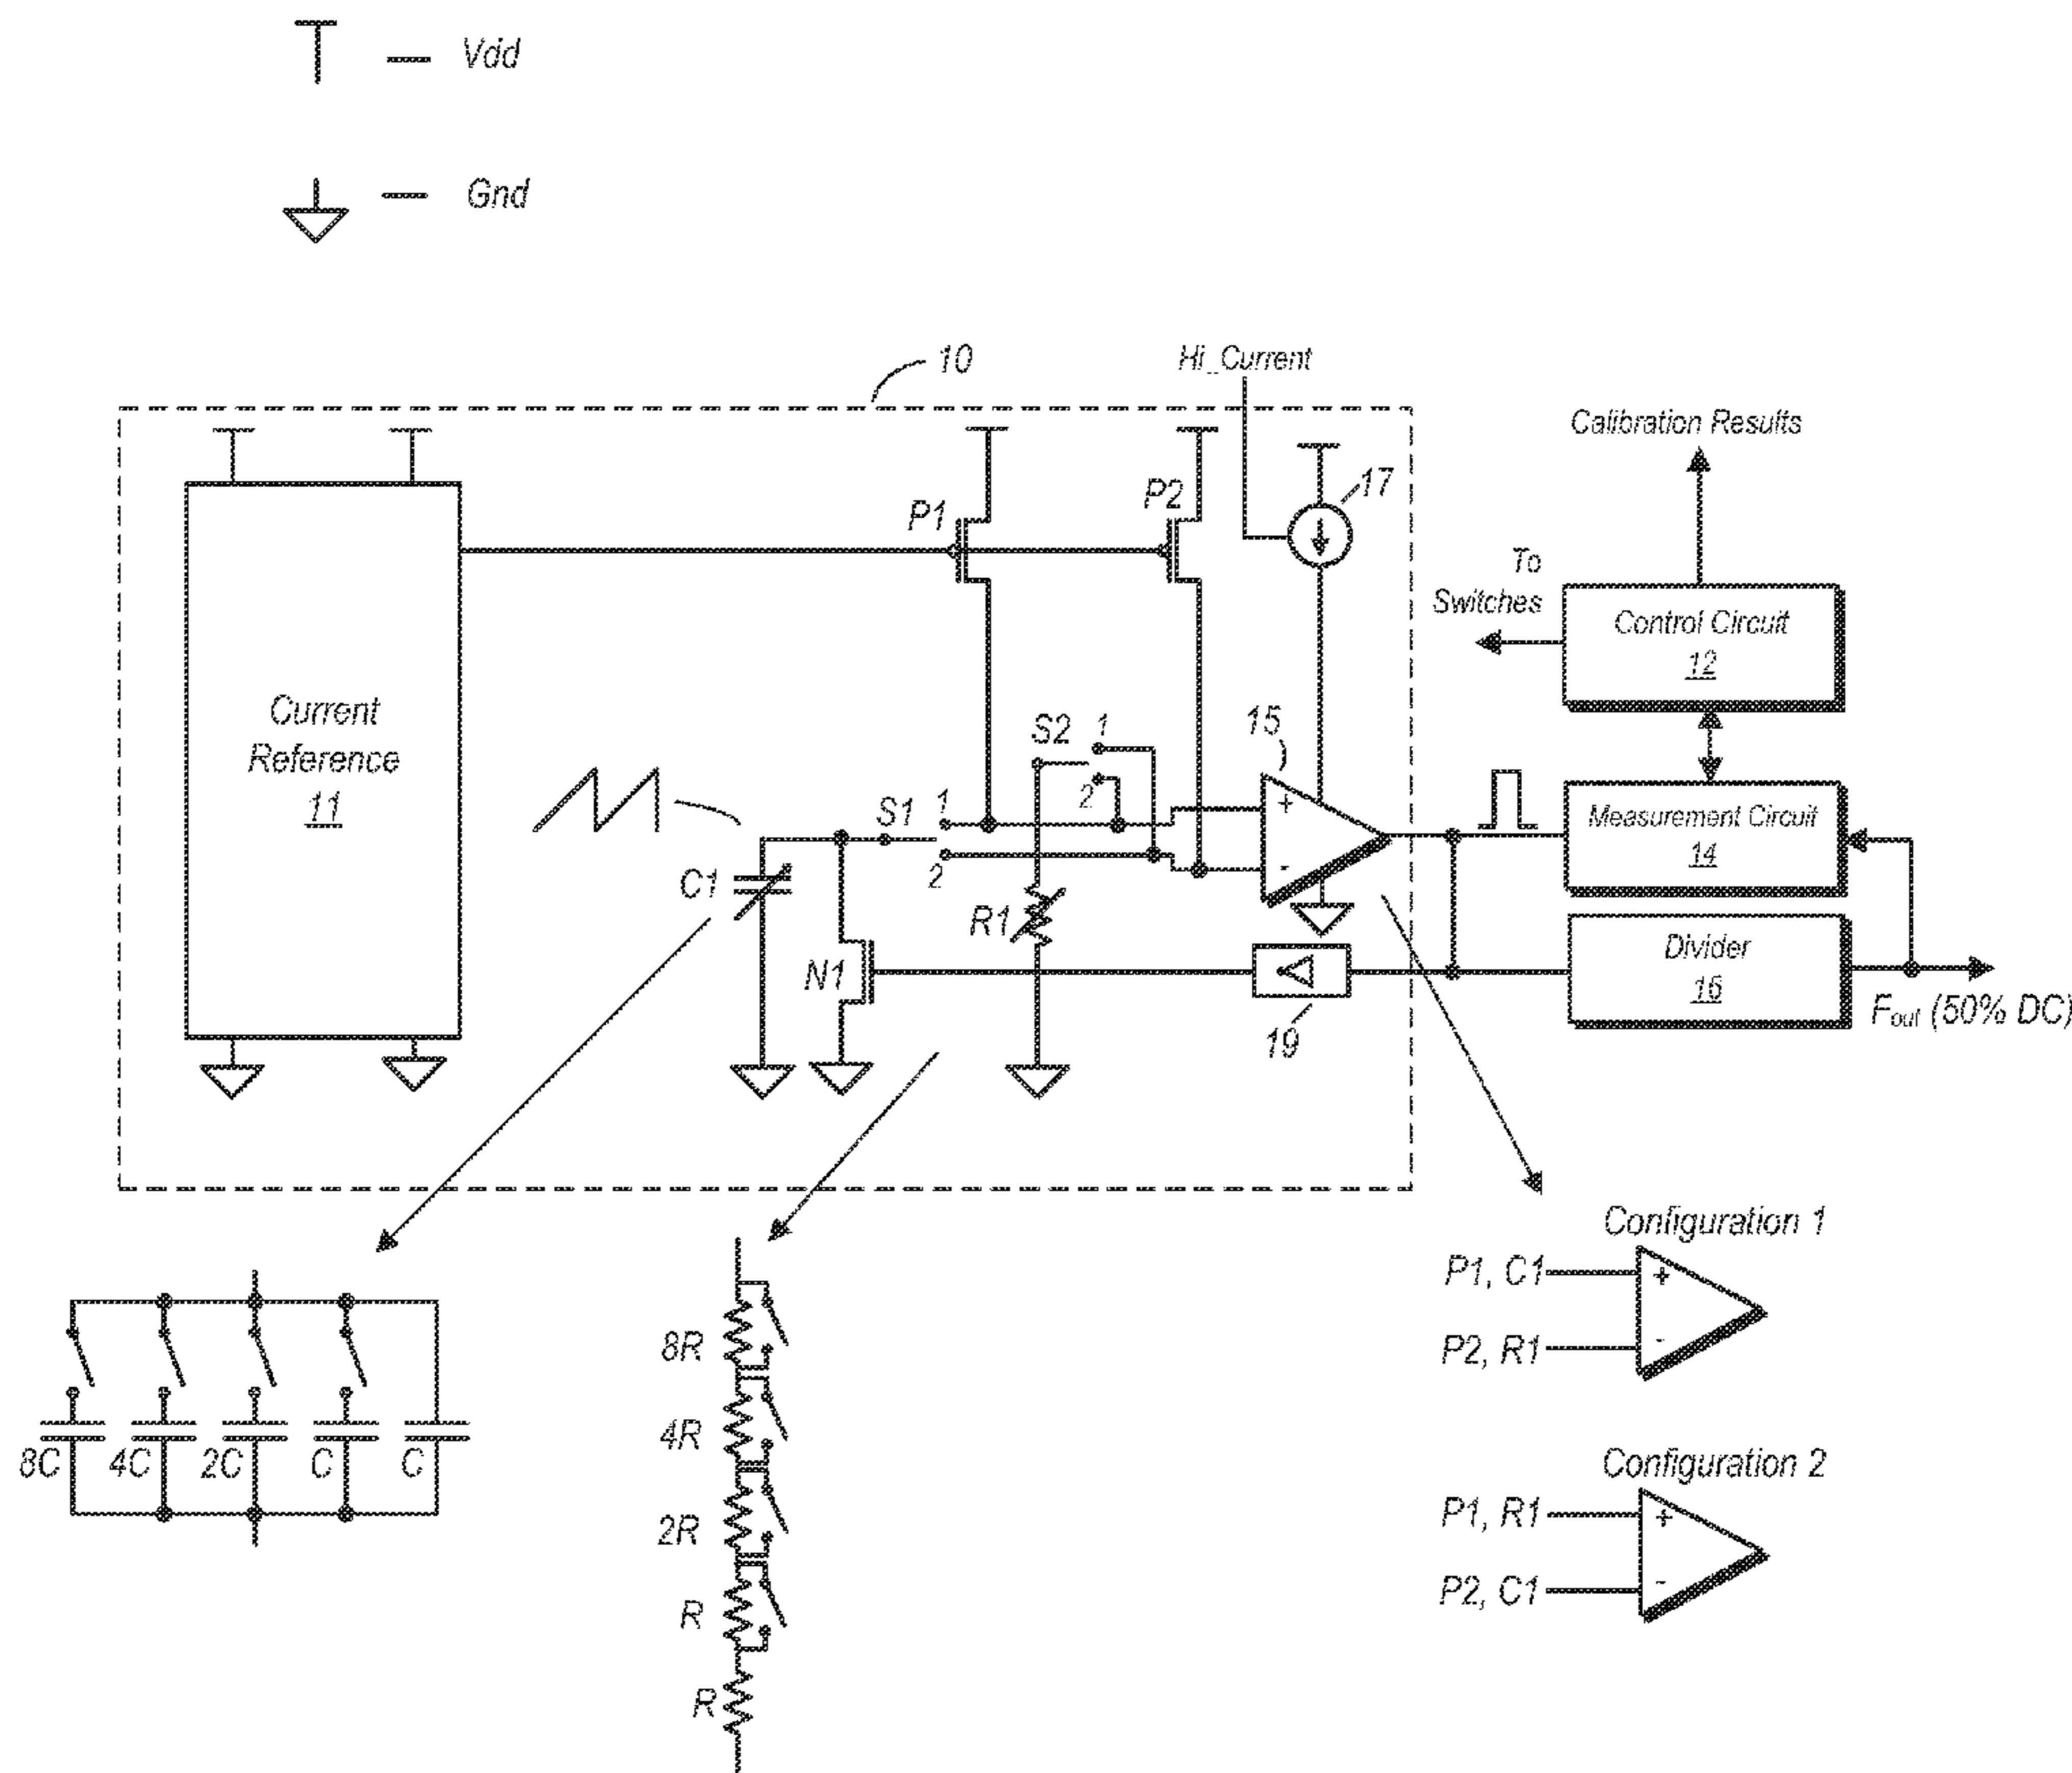 Vdd
Gnd
10
Hi_Current
Calibration Results
17
P1
P2
To
Switches
Control Circuit
12
Current
Reference
11
S2
1
2
15
S1
1
2
+
-
Measurement Circuit
14
C1
R1
N1
19
Divider
16
Fout (50% DC)
Configuration 1
P1, C1
+
P2, R1
-
8C
4C
2C
C
C
8R
4R
2R
R
R
Configuration 2
P1, R1
+
P2, C1
-